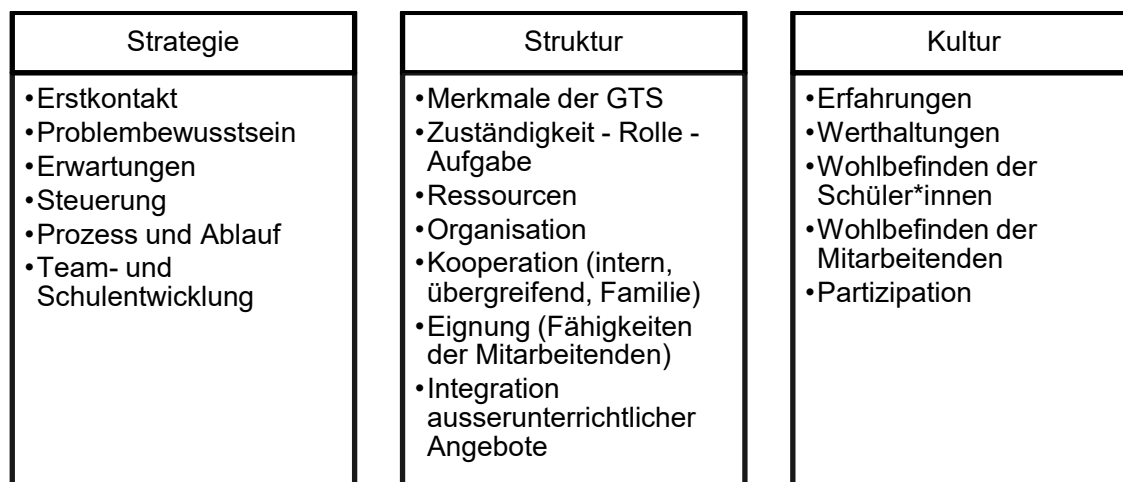 Strategie
•Erstkontakt
•Problembewusstsein
•Erwartungen
•Steuerung
•Prozess und Ablauf
•Team- und
Schulentwicklung
Struktur
•Merkmale der GTS
•Zuständigkeit - Rolle -
Aufgabe
•Ressourcen
•Organisation
•Kooperation (intern,
übergreifend, Familie)
•Eignung (Fähigkeiten
der Mitarbeitenden)
•Integration
ausserunterrichtlicher
Angebote
Kultur
•Erfahrungen
•Werthaltungen
•Wohlbefinden der
Schüler*innen
•Wohlbefinden der
Mitarbeitenden
•Partizipation